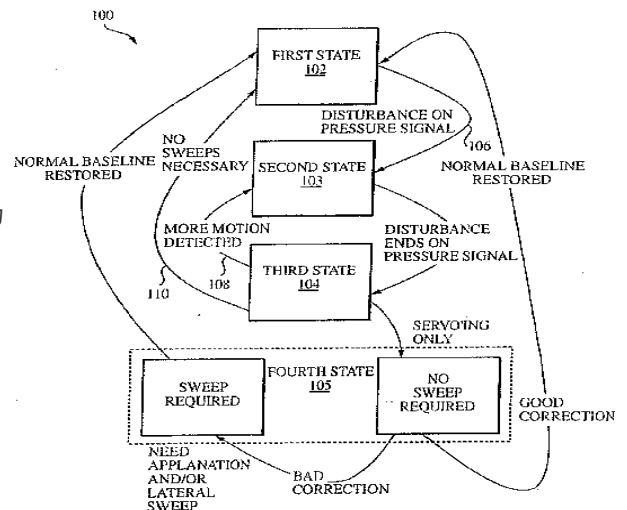 100
FIRST STATE
102
DISTURBANCE ON
PRESSURE SIGNAL
106
NO
SWEEPS
NECESSARY
NORMAL BASELINE
RESTORED
NORMAL BASELINE
RESTORED
SECOND STATE
103
MORE MOTION
DETECTED
108
110
DISTURBANCE
ENDS ON
PRESSURE SIGNAL
THIRD STATE
104
SERVOING
ONLY
FOURTH STATE
105
SWEEP
REQUIRED
NO
SWEEP
REQUIRED
GOOD
CORRECTION
NEED
APPLANATION
AND/OR
LATERAL
SWEEP
BAD
CORRECTION